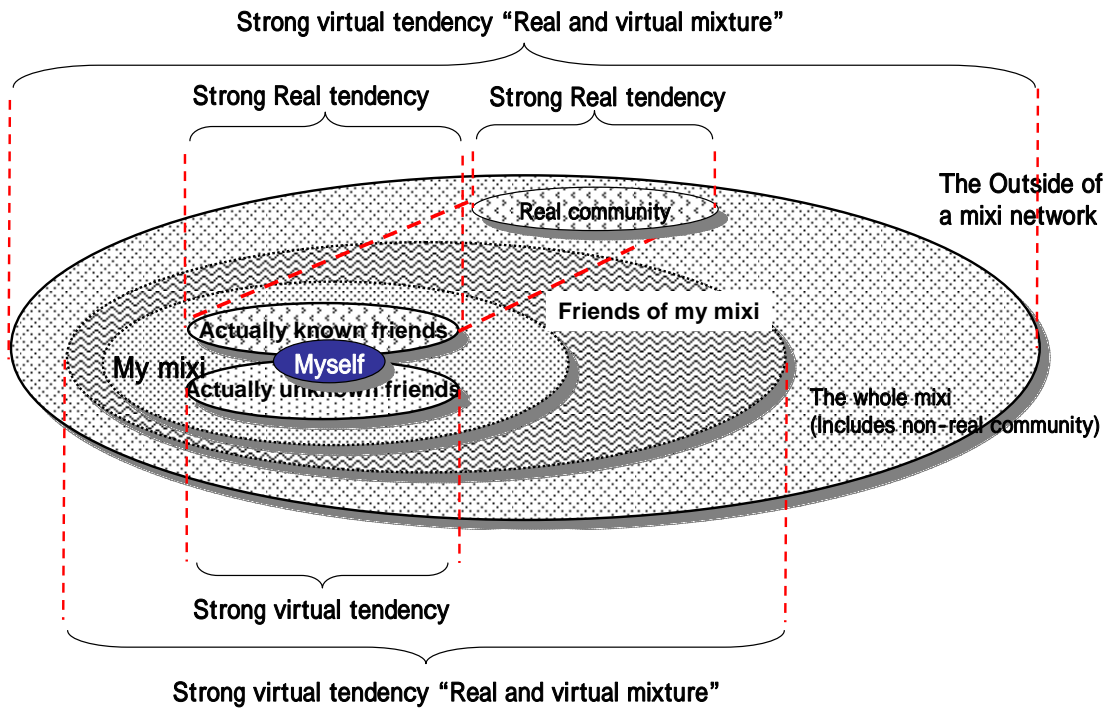 Strong virtual tendency “Real and virtual mixture”
Strong Real tendency
Strong Real tendency
The Outside of
a mixi network
Real community
Friends of my mixi
Actually known friends
My mixi
Myself
Actually unknown friends
The whole mixi
(Includes non-real community)
Strong virtual tendency
Strong virtual tendency “Real and virtual mixture”